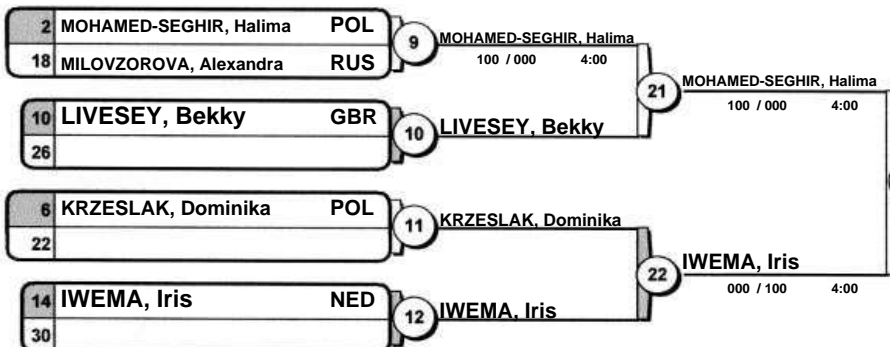 2 MOHAMED-SEGHIR, Halima POL
18 MILOVZOROVA, Alexandra RUS
9
MOHAMED-SEGHIR, Halima
100 / 000 4:00
10 LIVESEY, Bekky GBR
26
10
LIVESEY, Bekky
21
MOHAMED-SEGHIR, Halima
100 / 000 4:00
6 KRZESLAK, Dominika POL
22
11
KRZESLAK, Dominika
14 IWEMA, Iris NED
30
12
IWEMA, Iris
22
IWEMA, Iris
000 / 100 4:00